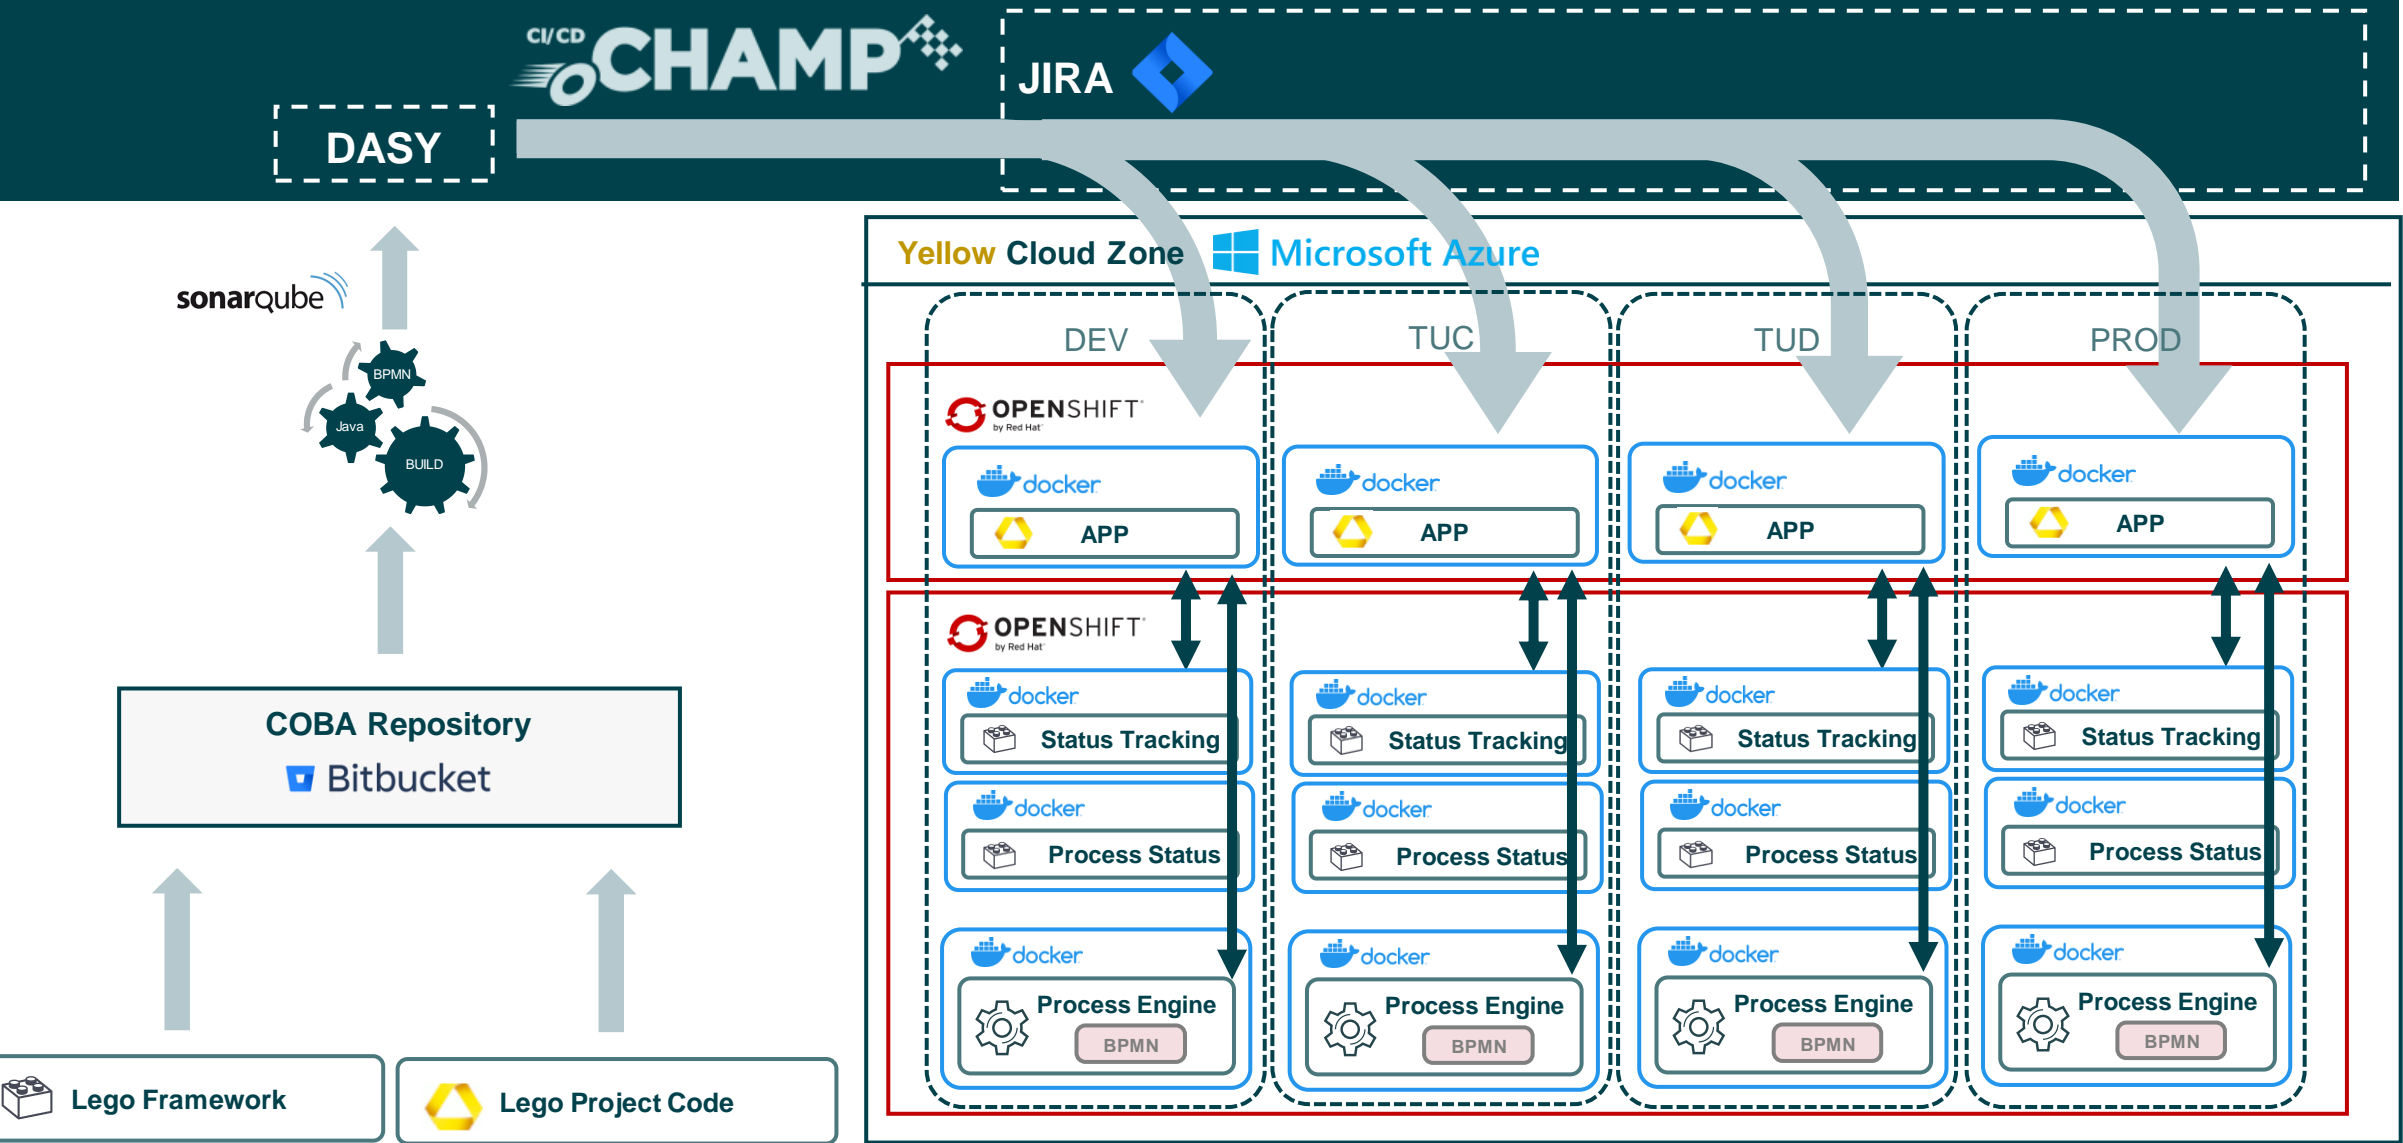 CI/CD
CHAMP
JIRA
DASY
Yellow Cloud Zone
Microsoft Azure
sonarqube
BPMN
Java
BUILD
COBA Repository
Bitbucket
Lego Framework
Lego Project Code
DEV
TUC
TUD
PROD
OPENSHIFT
by Red Hat
docker
APP
docker
APP
docker
APP
docker
APP
OPENSHIFT
by Red Hat
docker
Status Tracking
docker
Status Tracking
docker
Status Tracking
docker
Status Tracking
docker
Process Status
docker
Process Status
docker
Process Status
docker
Process Status
docker
Process Engine
BPMN
docker
Process Engine
BPMN
docker
Process Engine
BPMN
docker
Process Engine
BPMN